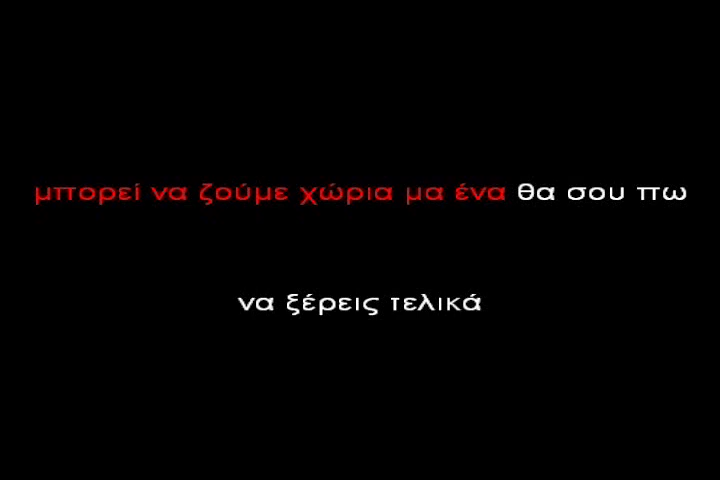 μπορεί να ζούμε χώρια μα ένα θα σου πω
να ξέρεις τελικά